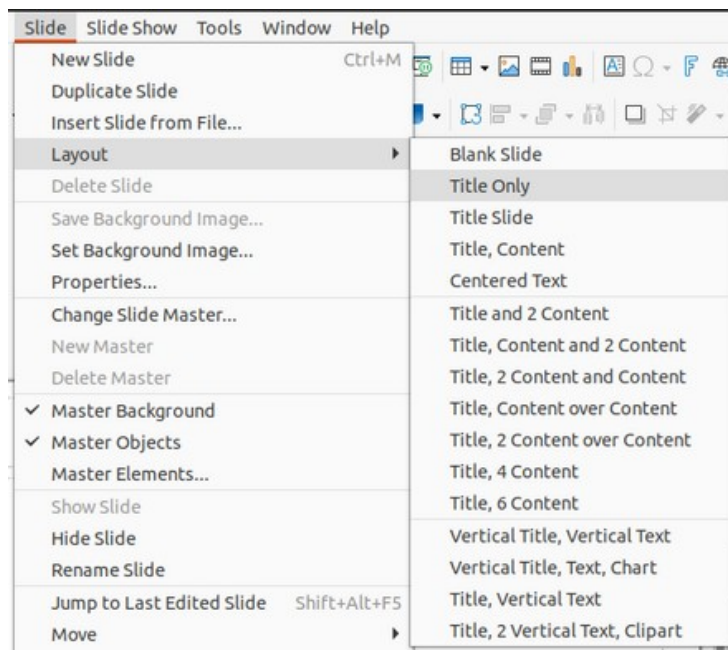 Slide Slide Show Tools Window Help
New Slide Ctrl+M
Duplicate Slide
Insert Slide from File...
Layout
Delete Slide
Save Background Image...
Set Background Image...
Properties...
Change Slide Master...
New Master
Delete Master
Master Background
Master Objects
Master Elements...
Show Slide
Hide Slide
Rename Slide
Jump to Last Edited Slide Shift+Alt+F5
Move
Blank Slide
Title Only
Title Slide
Title, Content
Centered Text
Title and 2 Content
Title, Content and 2 Content
Title, 2 Content and Content
Title, Content over Content
Title, 2 Content over Content
Title, 4 Content
Title, 6 Content
Vertical Title, Vertical Text
Vertical Title, Text, Chart
Title, Vertical Text
Title, 2 Vertical Text, Clipart